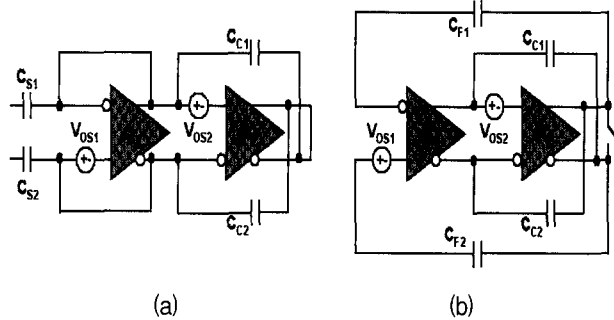 C_C1
C_S1
V_OS1
V_OS2
C_S2
C_C2
(a)
C_F1
C_C1
V_OS1
V_OS2
C_C2
C_F2
(b)